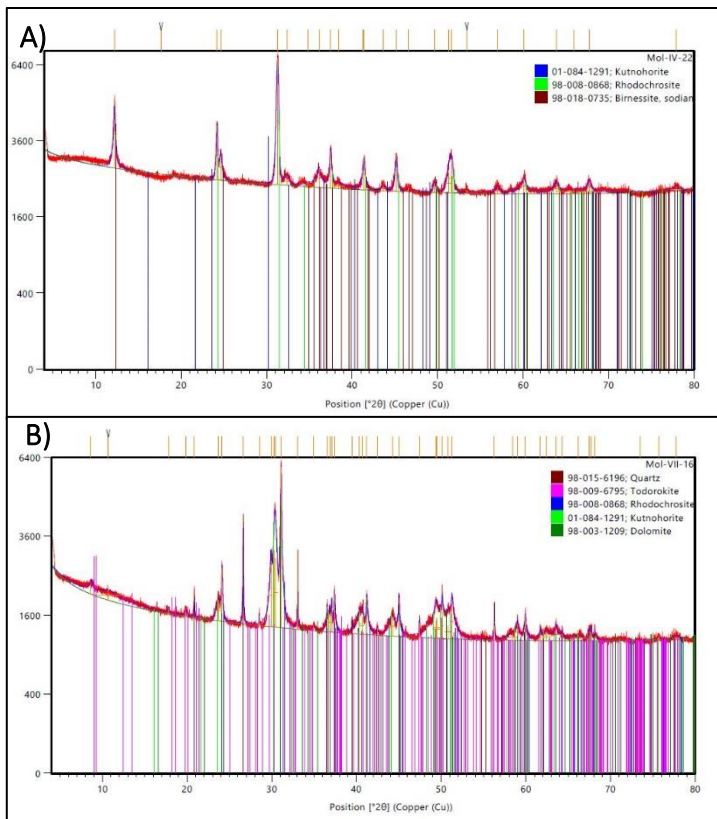 A)
Mol-IV-22
01-084-1291; Kutnohorite
98-008-0868; Rhodochrosite
98-018-0735; Birnessite, sodian
6400
3600
1600
400
0
10 20 30 40 50 60 70 80
Position [°2θ] (Copper (Cu))
B)
Mol-VII-16
98-015-6196; Quartz
98-009-6795; Todorokite
98-008-0868; Rhodochrosite
01-084-1291; Kutnohorite
98-003-1209; Dolomite
6400
3600
1600
400
0
10 20 30 40 50 60 70 80
Position [°2θ] (Copper (Cu))